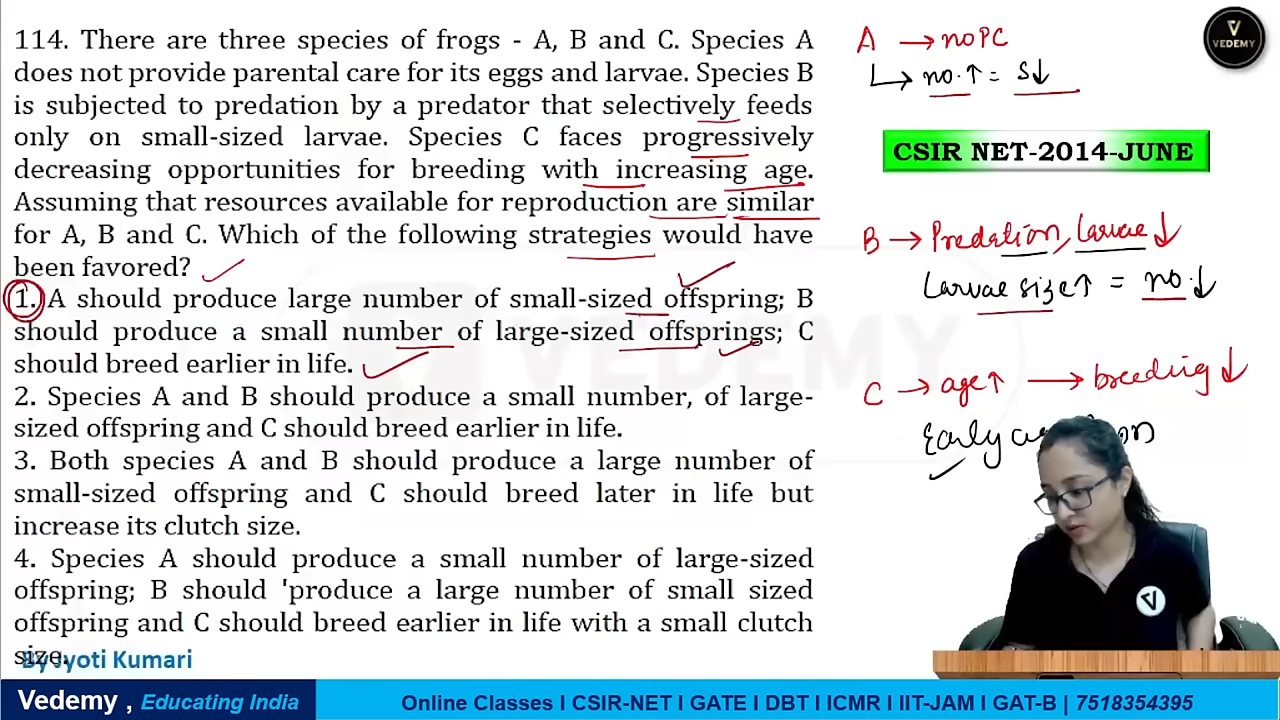 114. There are three species of frogs - A, B and C. Species A
does not provide parental care for its eggs and larvae. Species B
is subjected to predation by a predator that selectively feeds
only on small-sized larvae. Species C faces progressively
decreasing opportunities for breeding with increasing age.
Assuming that resources available for reproduction are similar
for A, B and C. Which of the following strategies would have
been favored?
1. A should produce large number of small-sized offspring; B
should produce a small number of large-sized offsprings; C
should breed earlier in life.
2. Species A and B should produce a small number, of large-
sized offspring and C should breed earlier in life.
3. Both species A and B should produce a large number of
small-sized offspring and C should breed later in life but
increase its clutch size.
4. Species A should produce a small number of large-sized
offspring; B should 'produce a large number of small sized
offspring and C should breed earlier in life with a small clutch
size.
By Jyoti Kumari
A → no PC
↳ no.↑ = S↓
V
VEDEMY
CSIR NET-2014-JUNE
B → Predation, Larvae ↓
Larvae size↑ = no.↓
C → age↑ → breeding ↓
Early
VEDEMY
V
Vedemy , Educating India
Online Classes I CSIR-NET I GATE I DBT I ICMR I IIT-JAM I GAT-B | 7518354395